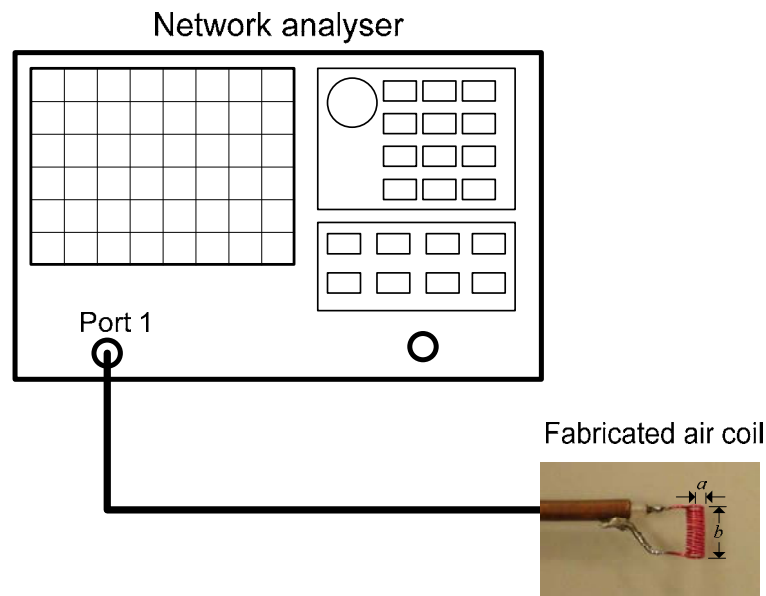 Network analyser
Port 1
Fabricated air coil
a
b